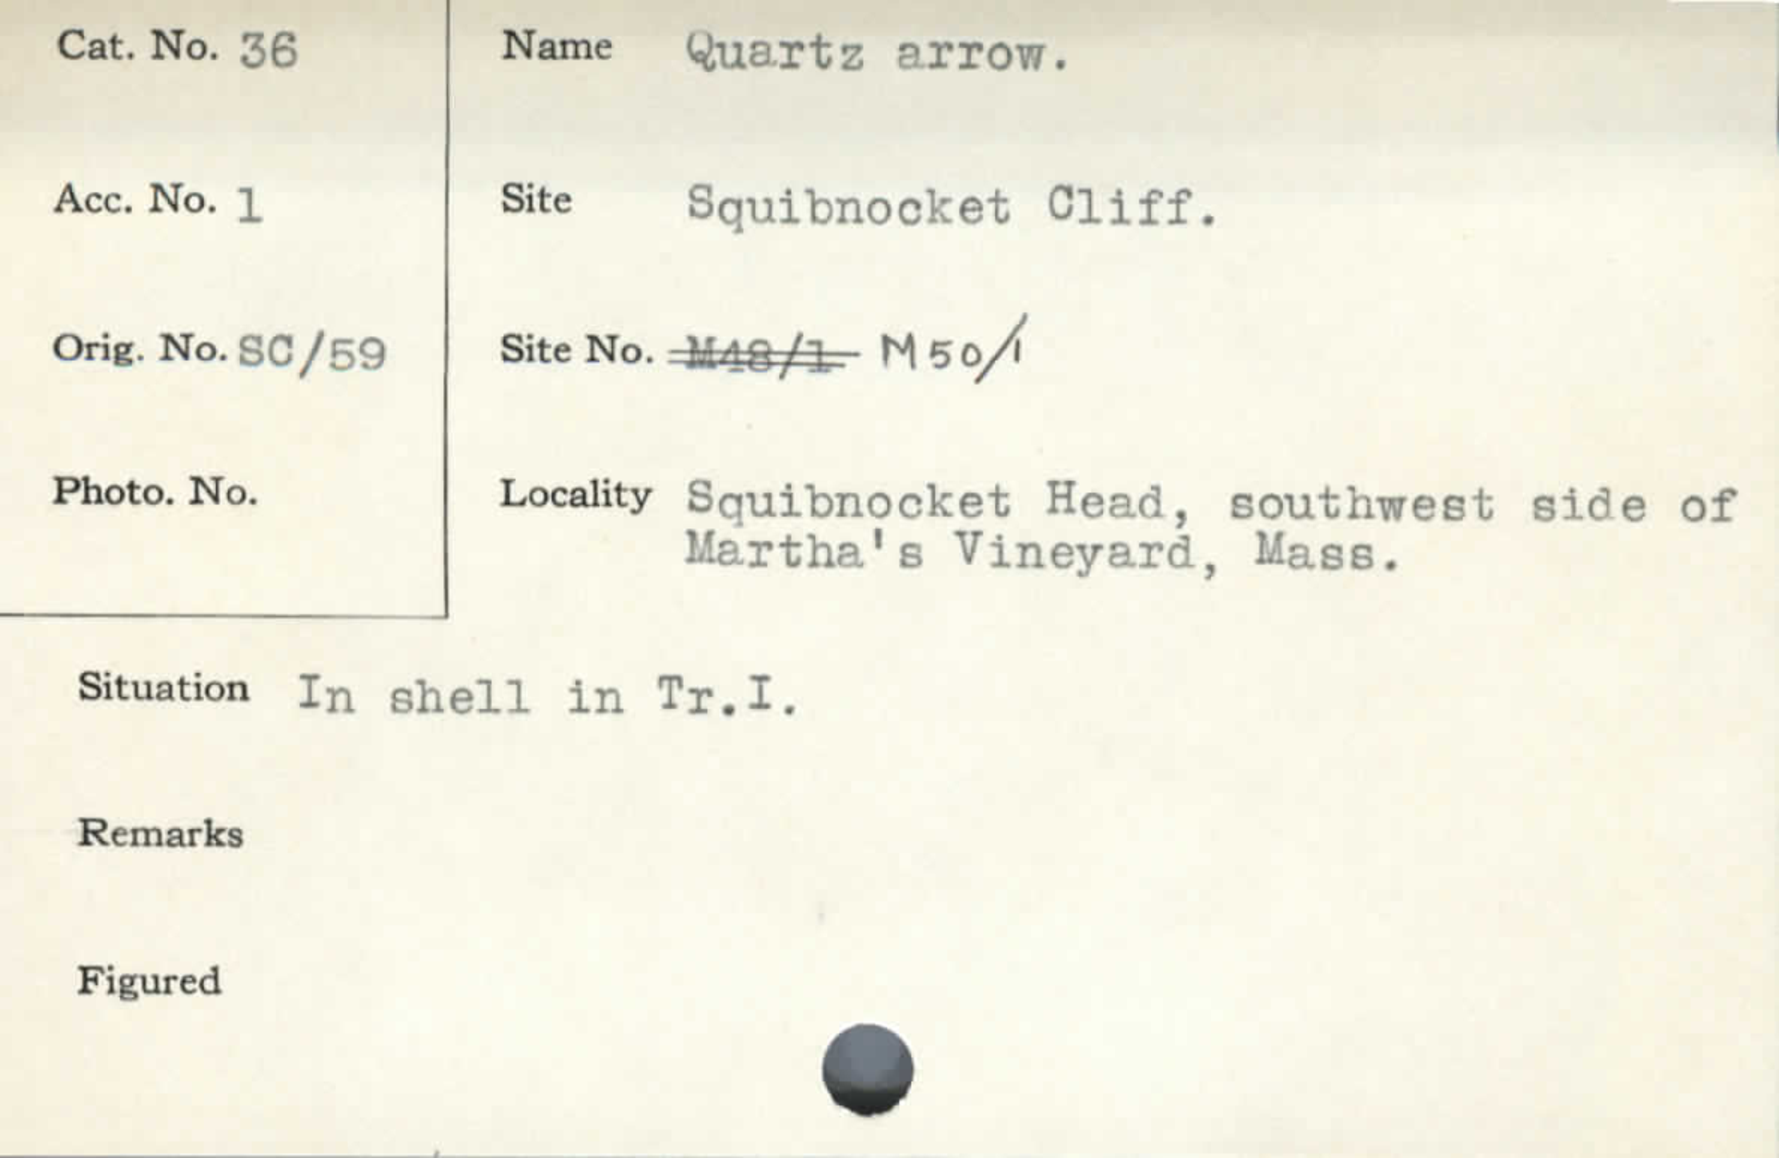 Cat. No. 36
Acc. No. 1
Orig. No. SC/59
Photo. No.
Name Quartz arrow.
Site Squibnocket Cliff.
Site No. M48/1 M50/1
Locality Squibnocket Head, southwest side of
Martha's Vineyard, Mass.
Situation In shell in Tr.I.
Remarks
Figured